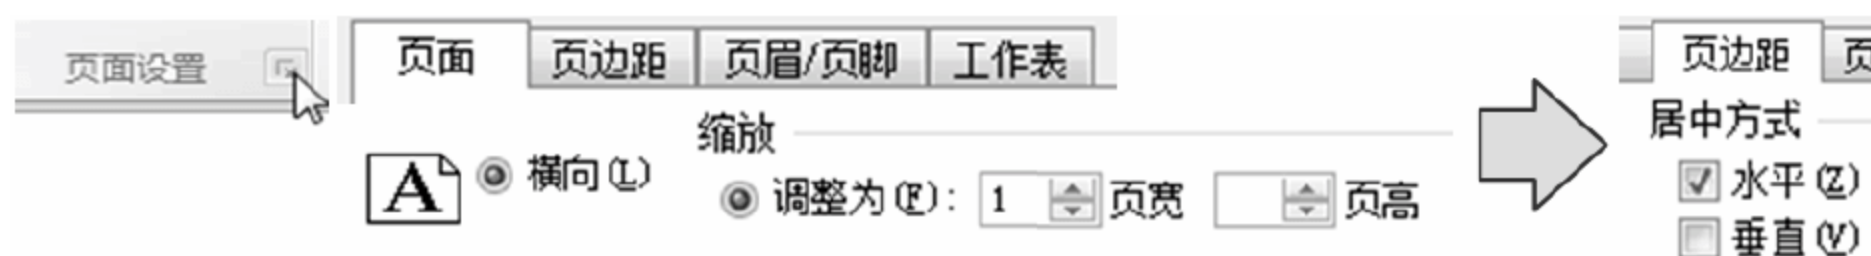 页面设置
页面 页边距 页眉/页脚 工作表
缩放
A 横向(L)
调整为(F): 1 页宽 页高
页边距 页
居中方式
水平(Z)
垂直(V)